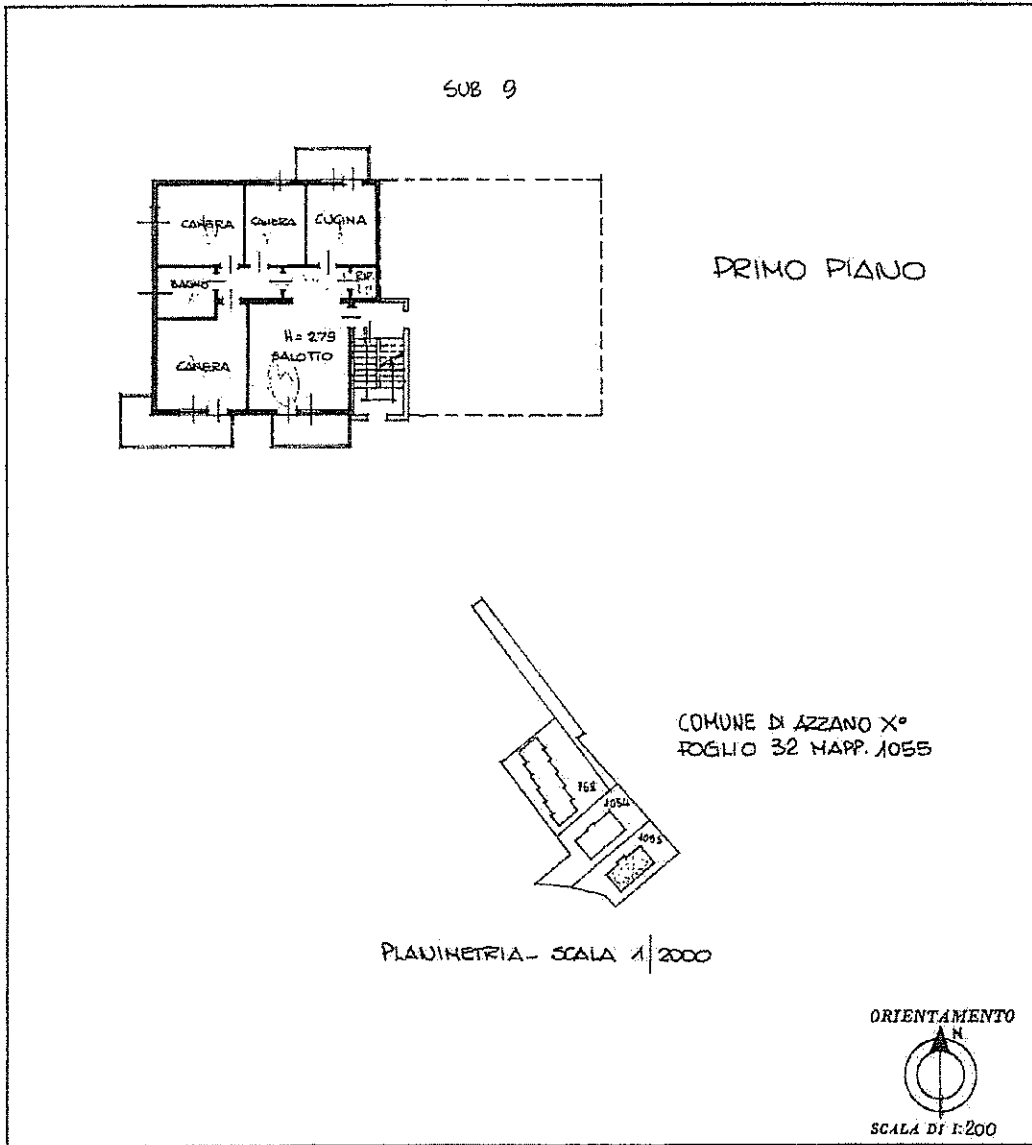 SUB 9
CAMERA
CAMERA
CUCINA
PRIMO PIANO
BAGNO
RIP.
H= 2.79
SALOTTO
CAMERA
COMUNE DI AZZANO X°
FOGLIO 32 MAPP. 1055
1054
1055
PLANIMETRIA - SCALA 1/2000
ORIENTAMENTO
N
SCALA DI 1:200